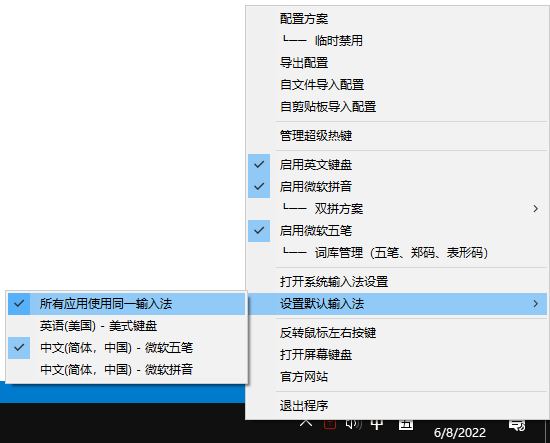 配置方案
└── 临时禁用
导出配置
自文件导入配置
自剪贴板导入配置
管理超级热键
启用英文键盘
启用微软拼音
└── 双拼方案
启用微软五笔
└── 词库管理（五笔、郑码、表形码）
打开系统输入法设置
设置默认输入法
所有应用使用同一输入法
英语(美国) - 美式键盘
中文(简体，中国) - 微软五笔
中文(简体，中国) - 微软拼音
反转鼠标左右按键
打开屏幕键盘
官方网站
退出程序
中 五
6/8/2022